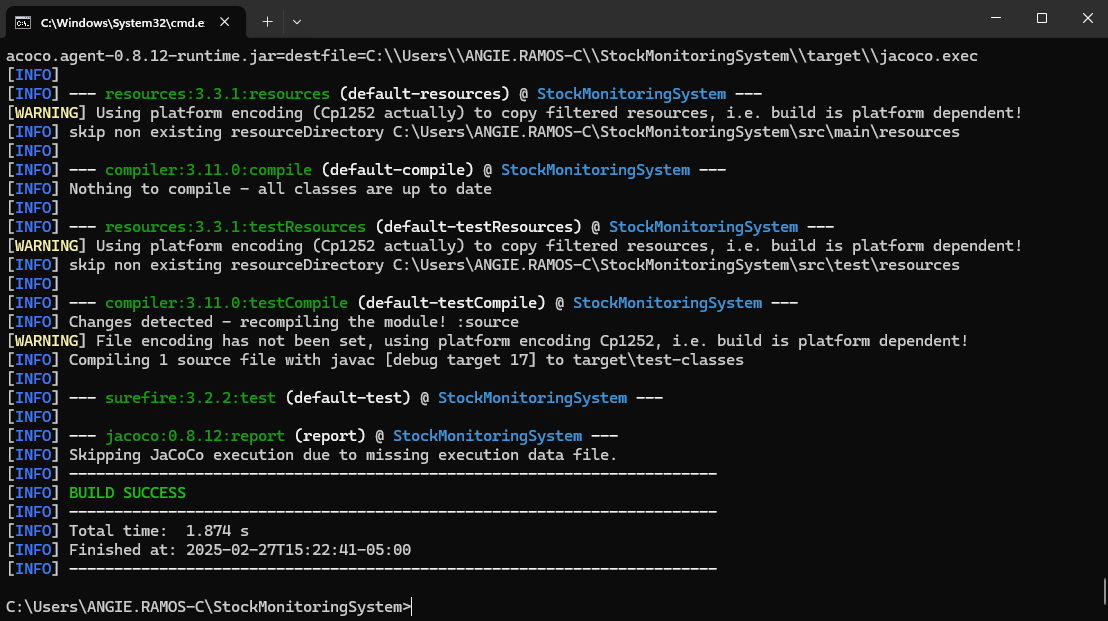 C:\Windows\System32\cmd.e
acoco.agent-0.8.12-runtime.jar=destfile=C:\\Users\\ANGIE.RAMOS-C\\StockMonitoringSystem\\target\\jacoco.exec
[INFO]
[INFO] --- resources:3.3.1:resources (default-resources) @ StockMonitoringSystem ---
[WARNING] Using platform encoding (Cp1252 actually) to copy filtered resources, i.e. build is platform dependent!
[INFO] skip non existing resourceDirectory C:\Users\ANGIE.RAMOS-C\StockMonitoringSystem\src\main\resources
[INFO]
[INFO] --- compiler:3.11.0:compile (default-compile) @ StockMonitoringSystem ---
[INFO] Nothing to compile - all classes are up to date
[INFO]
[INFO] --- resources:3.3.1:testResources (default-testResources) @ StockMonitoringSystem ---
[WARNING] Using platform encoding (Cp1252 actually) to copy filtered resources, i.e. build is platform dependent!
[INFO] skip non existing resourceDirectory C:\Users\ANGIE.RAMOS-C\StockMonitoringSystem\src\test\resources
[INFO]
[INFO] --- compiler:3.11.0:testCompile (default-testCompile) @ StockMonitoringSystem ---
[INFO] Changes detected - recompiling the module! :source
[WARNING] File encoding has not been set, using platform encoding Cp1252, i.e. build is platform dependent!
[INFO] Compiling 1 source file with javac [debug target 17] to target\test-classes
[INFO]
[INFO] --- surefire:3.2.2:test (default-test) @ StockMonitoringSystem ---
[INFO]
[INFO] --- jacoco:0.8.12:report (report) @ StockMonitoringSystem ---
[INFO] Skipping JaCoCo execution due to missing execution data file.
[INFO] ------------------------------------------------------------------------
[INFO] BUILD SUCCESS
[INFO] ------------------------------------------------------------------------
[INFO] Total time:  1.874 s
[INFO] Finished at: 2025-02-27T15:22:41-05:00
[INFO] ------------------------------------------------------------------------
C:\Users\ANGIE.RAMOS-C\StockMonitoringSystem>